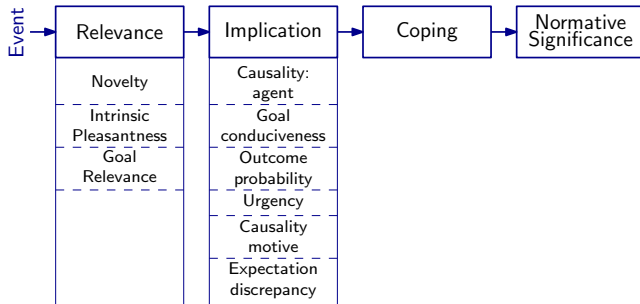 Event
Relevance
Implication
Coping
Normative
Significance
Novelty
Intrinsic
Pleasantness
Goal
Relevance
Causality:
agent
Goal
conduciveness
Outcome
probability
Urgency
Causality
motive
Expectation
discrepancy